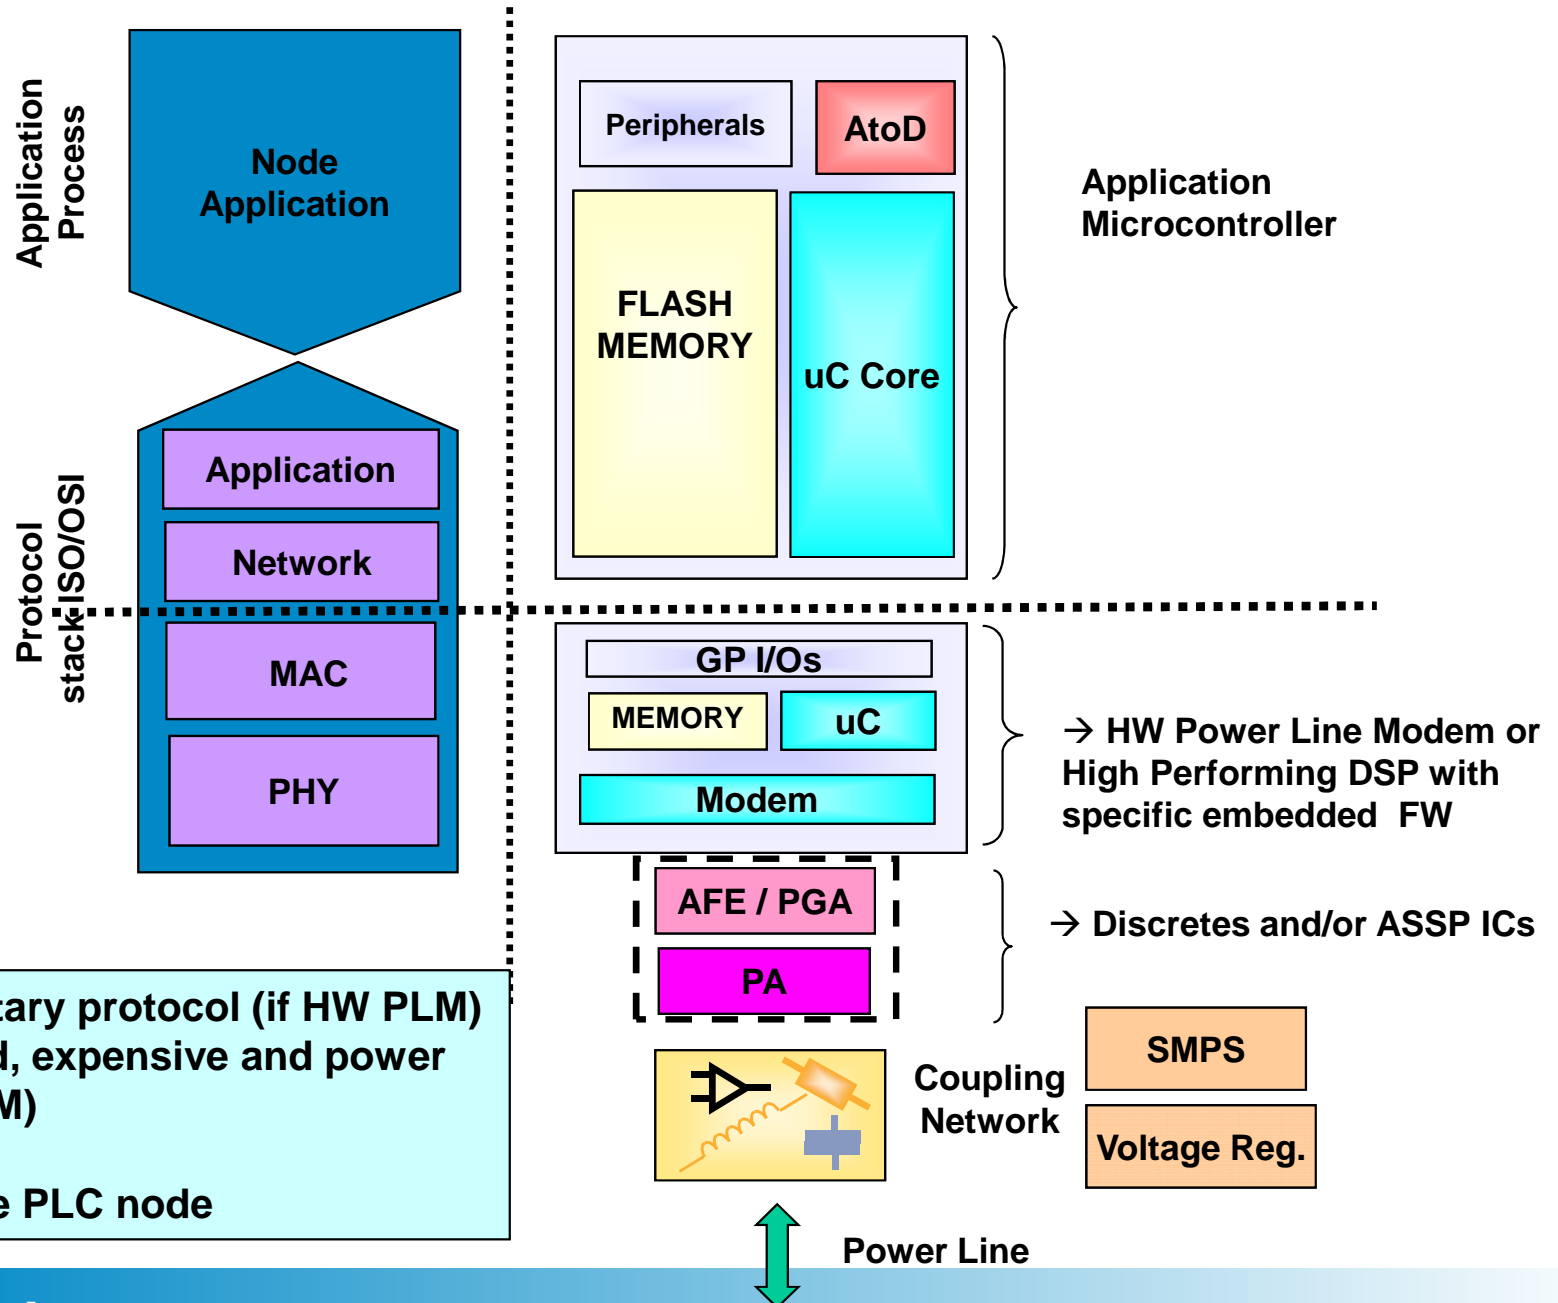 Application
Process
Node
Application
Protocol
stack ISO/OSI
Application
Network
MAC
PHY
Peripherals
AtoD
FLASH
MEMORY
uC Core
Application
Microcontroller
GP I/Os
MEMORY
uC
Modem
→ HW Power Line Modem or
High Performing DSP with
specific embedded FW
AFE / PGA
PA
→ Discretes and/or ASSP ICs
Coupling
Network
SMPS
Voltage Reg.
Power Line
tary protocol (if HW PLM)
d, expensive and power
M)
e PLC node